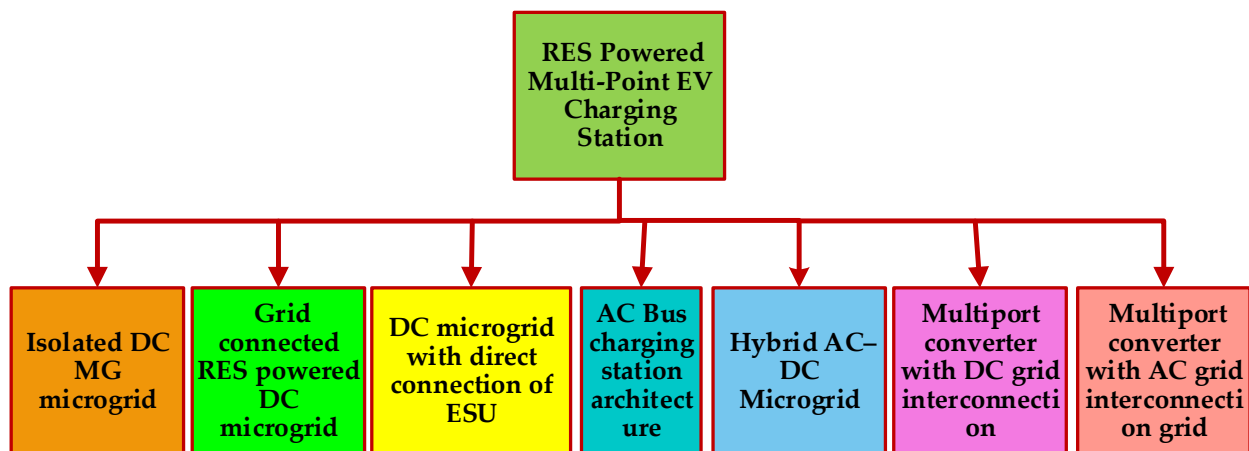 RES Powered
Multi-Point EV
Charging
Station
Isolated DC
MG
microgrid
Grid
connected
RES powered
DC
microgrid
DC microgrid
with direct
connection of
ESU
AC Bus
charging
station
architect
ure
Hybrid AC–
DC
Microgrid
Multiport
converter
with DC grid
interconnecti
on
Multiport
converter
with AC grid
interconnecti
on grid